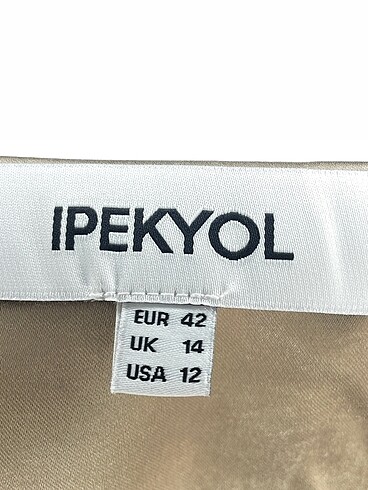 IPEKYOL
EUR 42
UK 14
USA 12